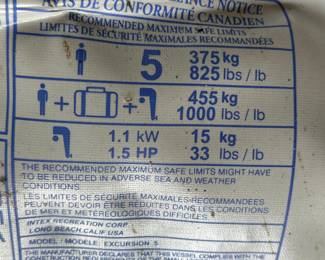 NCE NOTICE
AVIS DE CONFORMITÉ CANADIEN
RECOMMENDED MAXIMUM SAFE LIMITS
LIMITES DE SÉCURITÉ MAXIMALES RECOMMANDÉES
5 375 kg
825 lbs / lb
+ + 455 kg
1000 lbs / lb
1.1 kW 15 kg
1.5 HP 33 lbs / lb
THE RECOMMENDED MAXIMUM SAFE LIMITS MIGHT HAVE
TO BE REDUCED IN ADVERSE SEA AND WEATHER
CONDITIONS.
LES LIMITES DE SÉCURITÉ MAXIMALES-RECOMMANDÉES
PEUVENT DEVOIR ÊTRE RÉDUITES DANS DES CONDITIONS
DE MER ET METÉREOLOGIQUES DIFFICILES.
INTEX RECREATION CORP.
LONG BEACH, CALIF. USA
MODEL / MODÈLE: EXCURSION 5
THE MANUFACTURER DECLARES THAT THIS VESSEL COMPLIES WITH